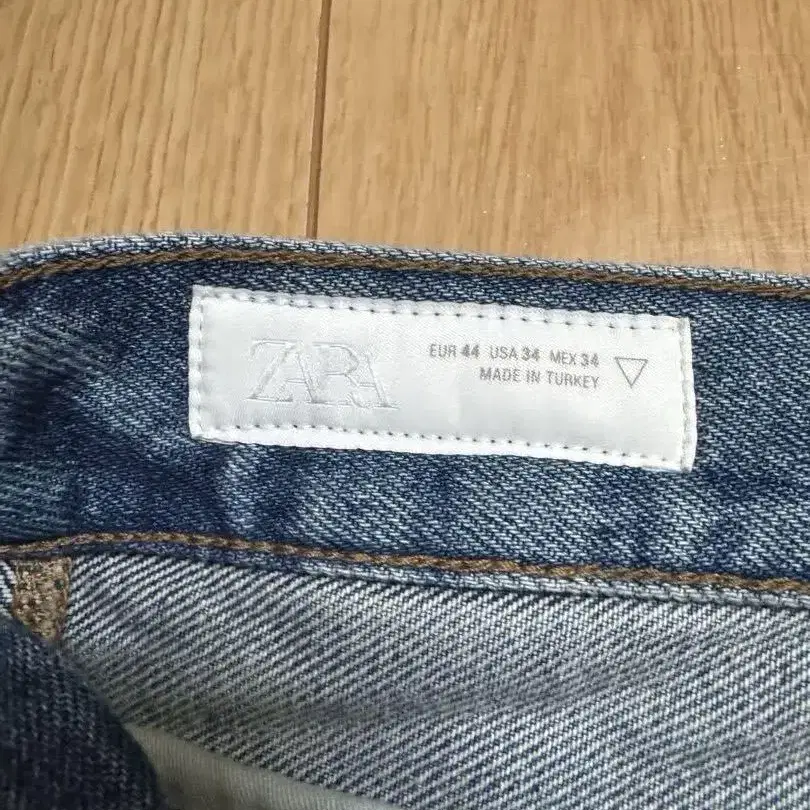 ZARA
EUR 44 USA 34 MEX 34
MADE IN TURKEY